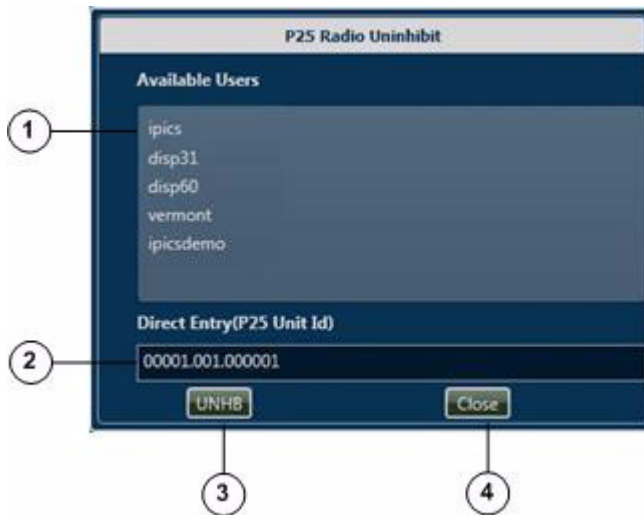 P25 Radio Uninhibit
Available Users
1
ipics
disp31
disp60
vermont
ipicsdemo
Direct Entry(P25 Unit Id)
2
00001.001.000001
UNHB
Close
3
4